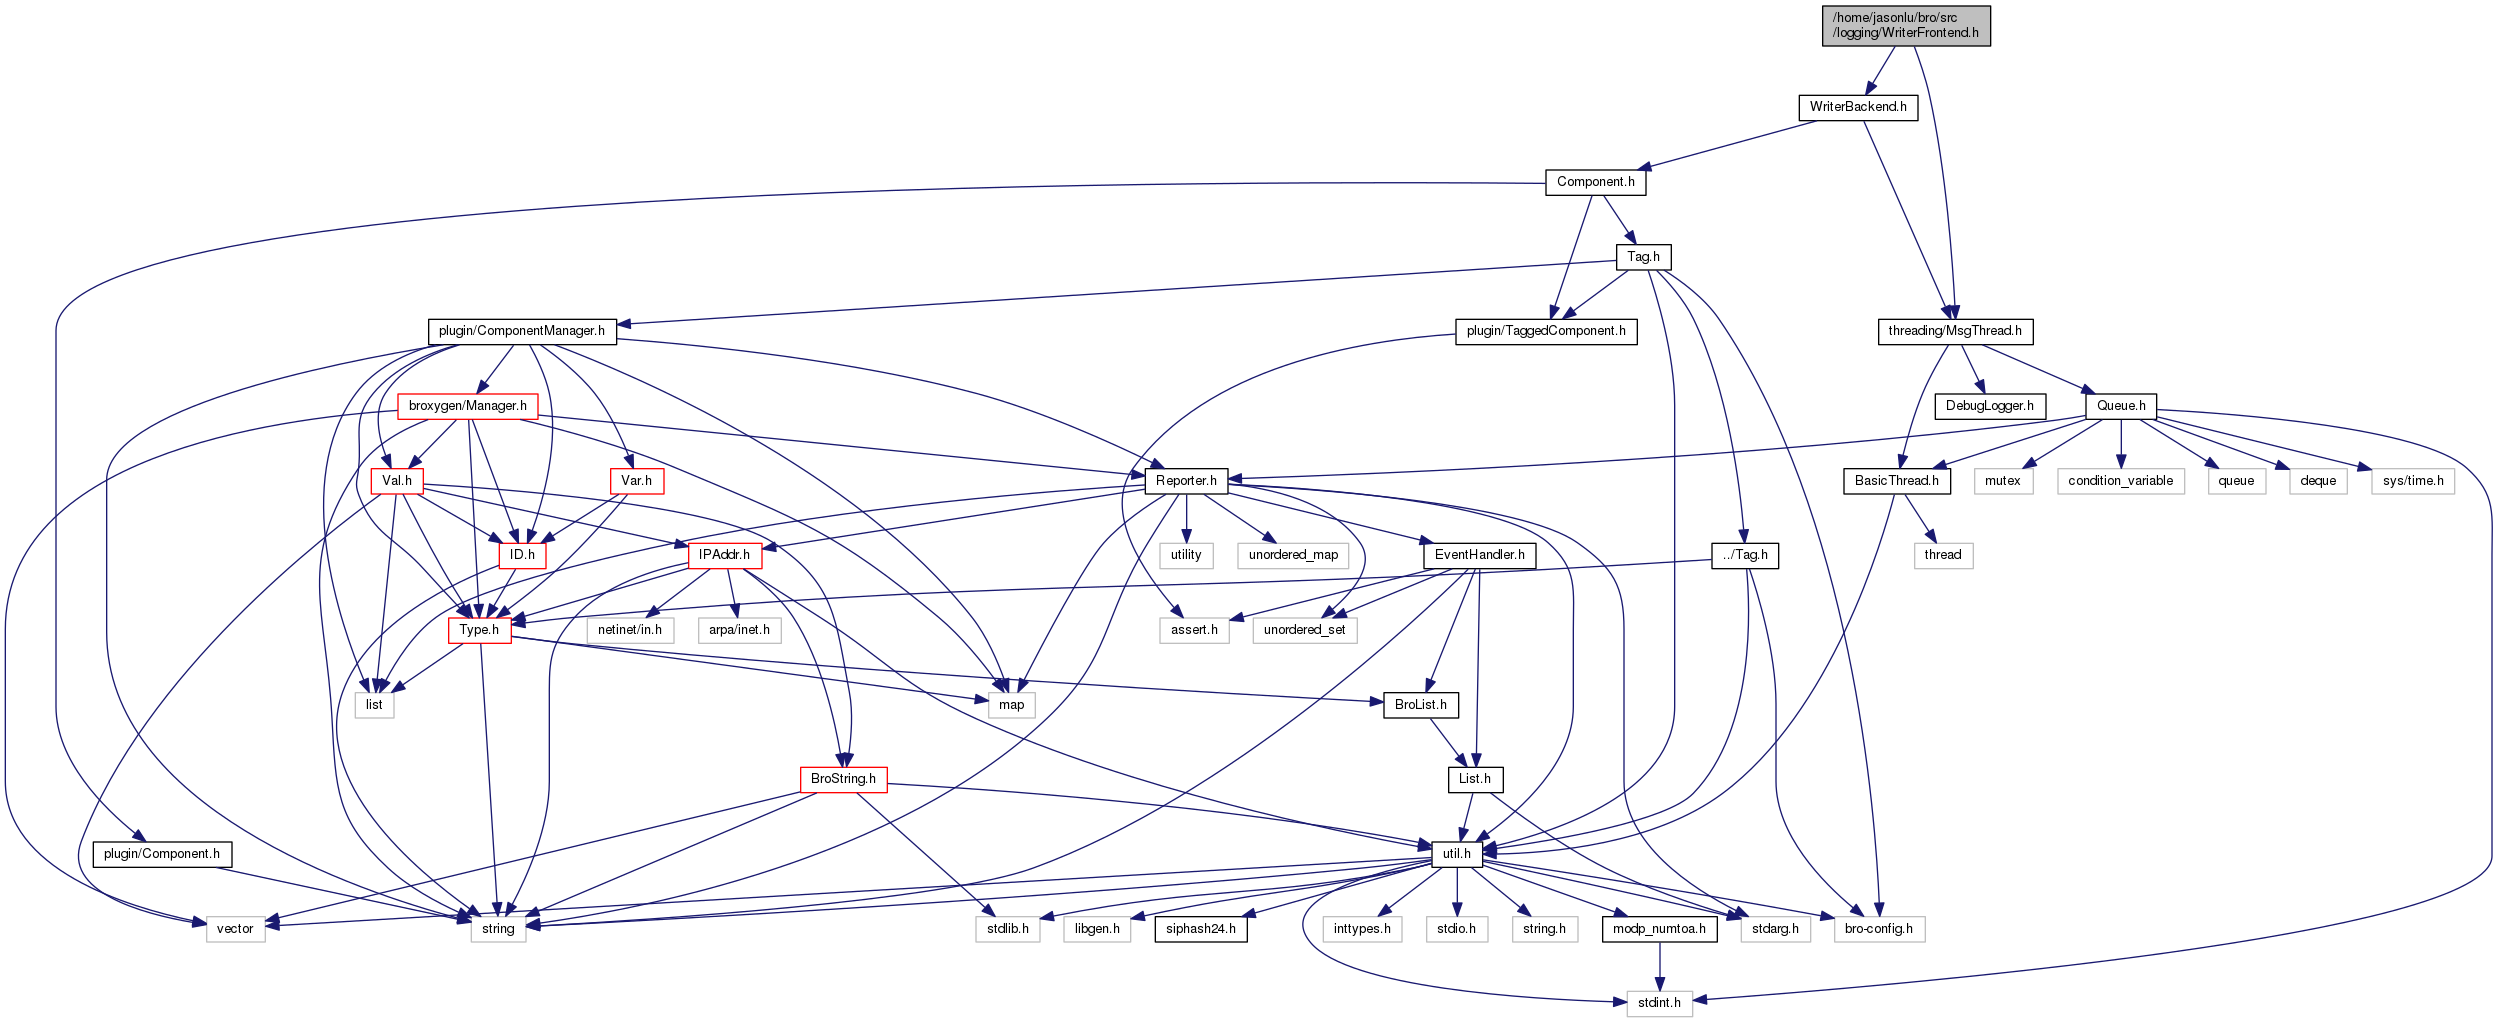 /home/jasonlu/bro/src
/logging/WriterFrontend.h
WriterBackend.h
Component.h
Tag.h
plugin/ComponentManager.h
plugin/TaggedComponent.h
threading/MsgThread.h
broxygen/Manager.h
DebugLogger.h
Queue.h
Val.h
Var.h
Reporter.h
BasicThread.h
mutex
condition_variable
queue
deque
sys/time.h
ID.h
IPAddr.h
utility
unordered_map
EventHandler.h
../Tag.h
thread
Type.h
netinet/in.h
arpa/inet.h
assert.h
unordered_set
list
map
BroList.h
BroString.h
List.h
plugin/Component.h
util.h
vector
string
stdlib.h
libgen.h
siphash24.h
inttypes.h
stdio.h
string.h
modp_numtoa.h
stdarg.h
bro-config.h
stdint.h